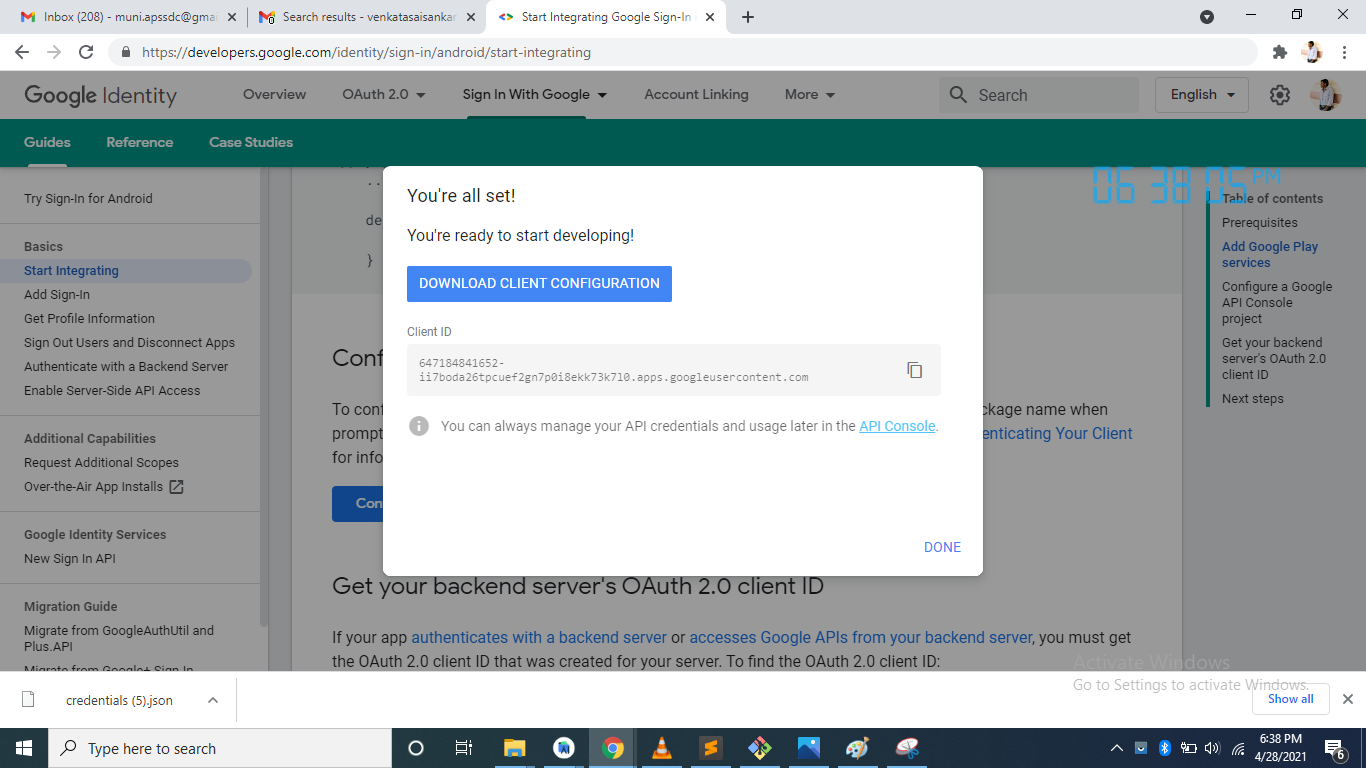 Inbox (208) - muni.apssdc@gmai
Search results - venkatasaisankar
Start Integrating Google Sign-In
https://developers.google.com/identity/sign-in/android/start-integrating
Google Identity
Overview
OAuth 2.0
Sign In With Google
Account Linking
More
Search
English
Guides
Reference
Case Studies
Try Sign-In for Android
Basics
Start Integrating
Add Sign-In
Get Profile Information
Sign Out Users and Disconnect Apps
Authenticate with a Backend Server
Enable Server-Side API Access
Additional Capabilities
Request Additional Scopes
Over-the-Air App Installs
Google Identity Services
New Sign In API
Migration Guide
Migrate from GoogleAuthUtil and
Plus.API
Migrate from Google+ Sign-In
de
}
Conf
To conf
prompt
for info
Con
You're all set!
You're ready to start developing!
DOWNLOAD CLIENT CONFIGURATION
Client ID
647184841652-
ii7boda26tpcuef2gn7p0i8ekk73k7l0.apps.googleusercontent.com
You can always manage your API credentials and usage later in the API Console.
DONE
ckage name when
enticating Your Client
Get your backend server's OAuth 2.0 client ID
If your app authenticates with a backend server or accesses Google APIs from your backend server, you must get
the OAuth 2.0 client ID that was created for your server. To find the OAuth 2.0 client ID:
06 38 05 PM
Table of contents
Prerequisites
Add Google Play
services
Configure a Google
API Console
project
Get your backend
server's OAuth 2.0
client ID
Next steps
Activate Windows
Go to Settings to activate Windows.
credentials (5).json
Show all
Type here to search
6:38 PM
4/28/2021
6